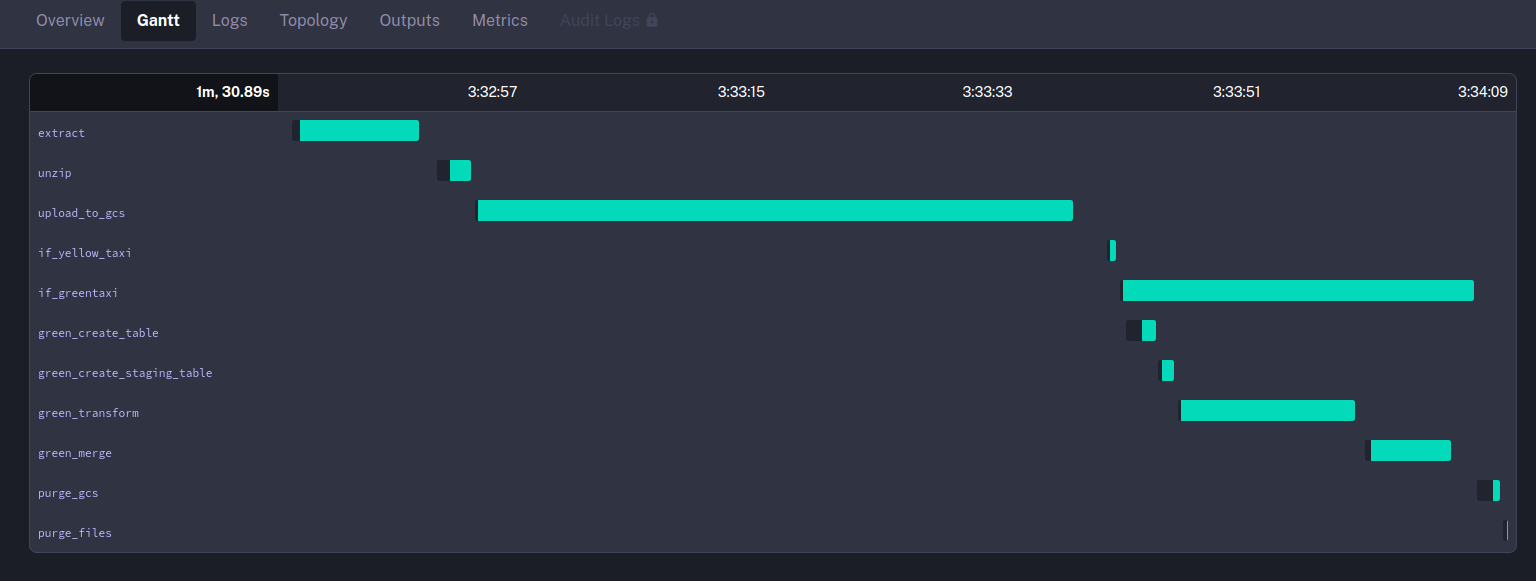 Overview Gantt Logs Topology Outputs Metrics Audit Logs
1m, 30.89s 3:32:57 3:33:15 3:33:33 3:33:51 3:34:09
extract
unzip
upload_to_gcs
if_yellow_taxi
if_greentaxi
green_create_table
green_create_staging_table
green_transform
green_merge
purge_gcs
purge_files